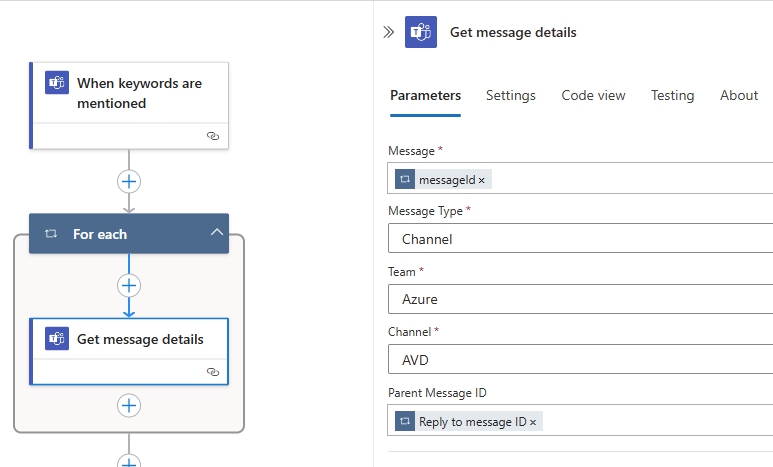 When keywords are
mentioned
For each
Get message details
Get message details
Parameters Settings Code view Testing About
Message *
messageId ×
Message Type *
Channel
Team *
Azure
Channel *
AVD
Parent Message ID
Reply to message ID ×